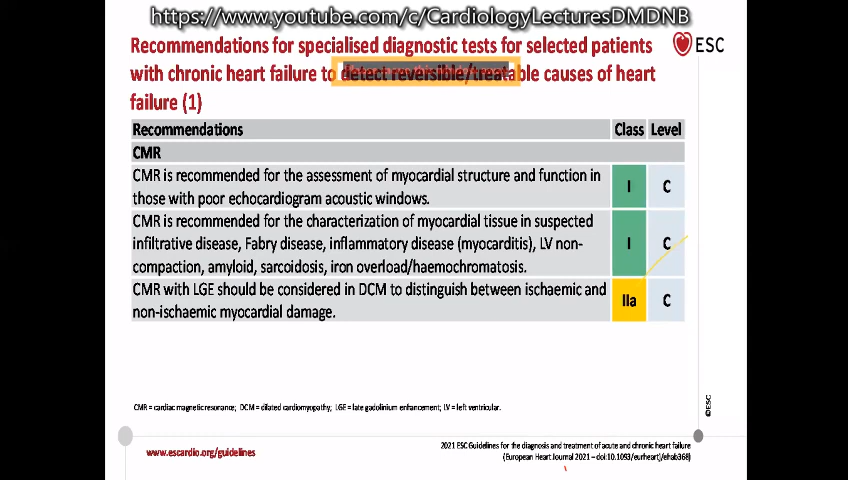 https://www.youtube.com/c/CardiologyLecturesDMDNB
Recommendations for specialised diagnostic tests for selected patients
ESC
with chronic heart failure to detect reversible/treatable causes of heart
failure (1)
Recommendations Class Level
CMR
CMR is recommended for the assessment of myocardial structure and function in
those with poor echocardiogram acoustic windows.
I C
CMR is recommended for the characterization of myocardial tissue in suspected
infiltrative disease, Fabry disease, inflammatory disease (myocarditis), LV non-
compaction, amyloid, sarcoidosis, iron overload/haemochromatosis.
I C
CMR with LGE should be considered in DCM to distinguish between ischaemic and
non-ischaemic myocardial damage.
IIa C
CMR = cardiac magnetic resonance; DCM = dilated cardiomyopathy; LGE = late gadolinium enhancement; LV = left ventricular.
©ESC
www.escardio.org/guidelines
2021 ESC Guidelines for the diagnosis and treatment of acute and chronic heart failure
(European Heart Journal 2021 – doi:10.1093/eurheartj/ehab368)